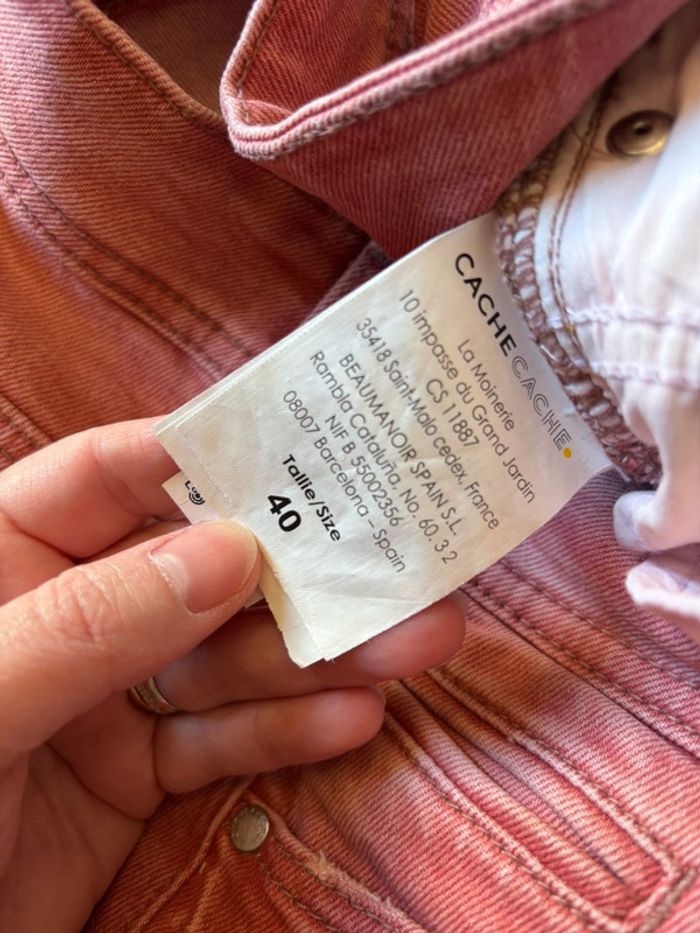 CACHE CACHE
La Moinerie
10 impasse du Grand Jardin
CS 11887
35418 Saint-Malo cedex, France
BEAUMANOIR SPAIN S.L.
Rambla Cataluña, No. 60, 3 2
NIF B 55002356
08007 Barcelona - Spain
Tallie/Size
40